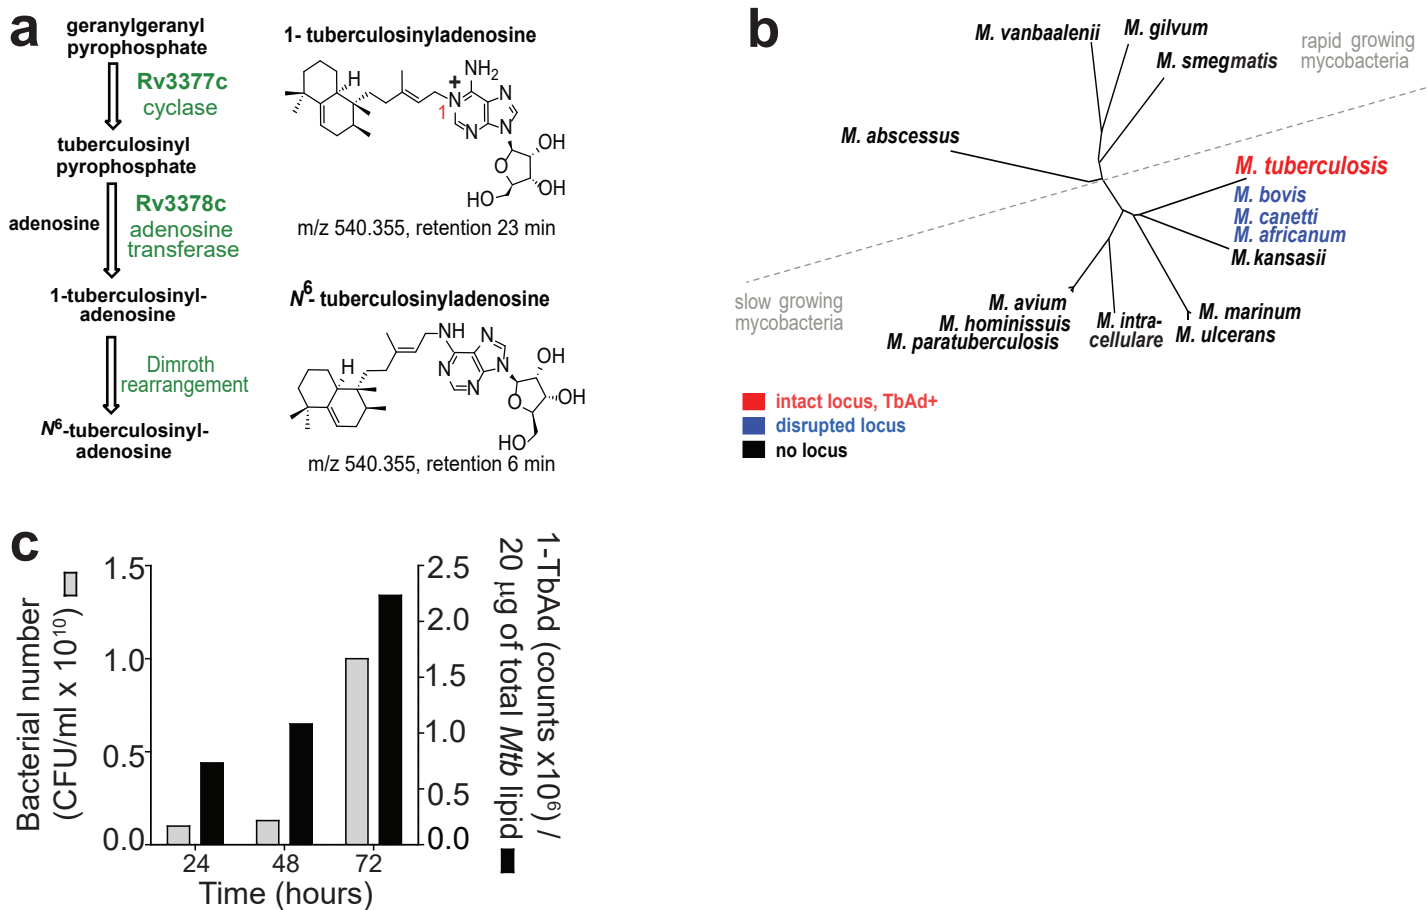 a
geranylgeranyl
pyrophosphate
Rv3377c
cyclase
tuberculosinyl
pyrophosphate
adenosine
Rv3378c
adenosine
transferase
1-tuberculosinyl-
adenosine
Dimroth
rearrangement
N⁶-tuberculosinyl-
adenosine
1- tuberculosinyladenosine
NH₂
H
+
N
1
N
N
N
O
OH
OH
HO
m/z 540.355, retention 23 min
N⁶- tuberculosinyladenosine
NH
H
N
N
N
N
O
OH
OH
HO
m/z 540.355, retention 6 min
b
M. vanbaalenii
M. gilvum
M. smegmatis
rapid growing
mycobacteria
M. abscessus
M. tuberculosis
M. bovis
M. canetti
M. africanum
M. kansasii
slow growing
mycobacteria
M. avium
M. hominissuis
M. paratuberculosis
M. intra-
cellulare
M. marinum
M. ulcerans
intact locus, TbAd+
disrupted locus
no locus
c
Bacterial number
(CFU/ml x 10¹⁰)
1.5
1.0
0.5
0.0
2.5
2.0
1.5
1.0
0.5
0.0
1-TbAd (counts x10⁶) /
20 μg of total Mtb lipid
24
48
72
Time (hours)